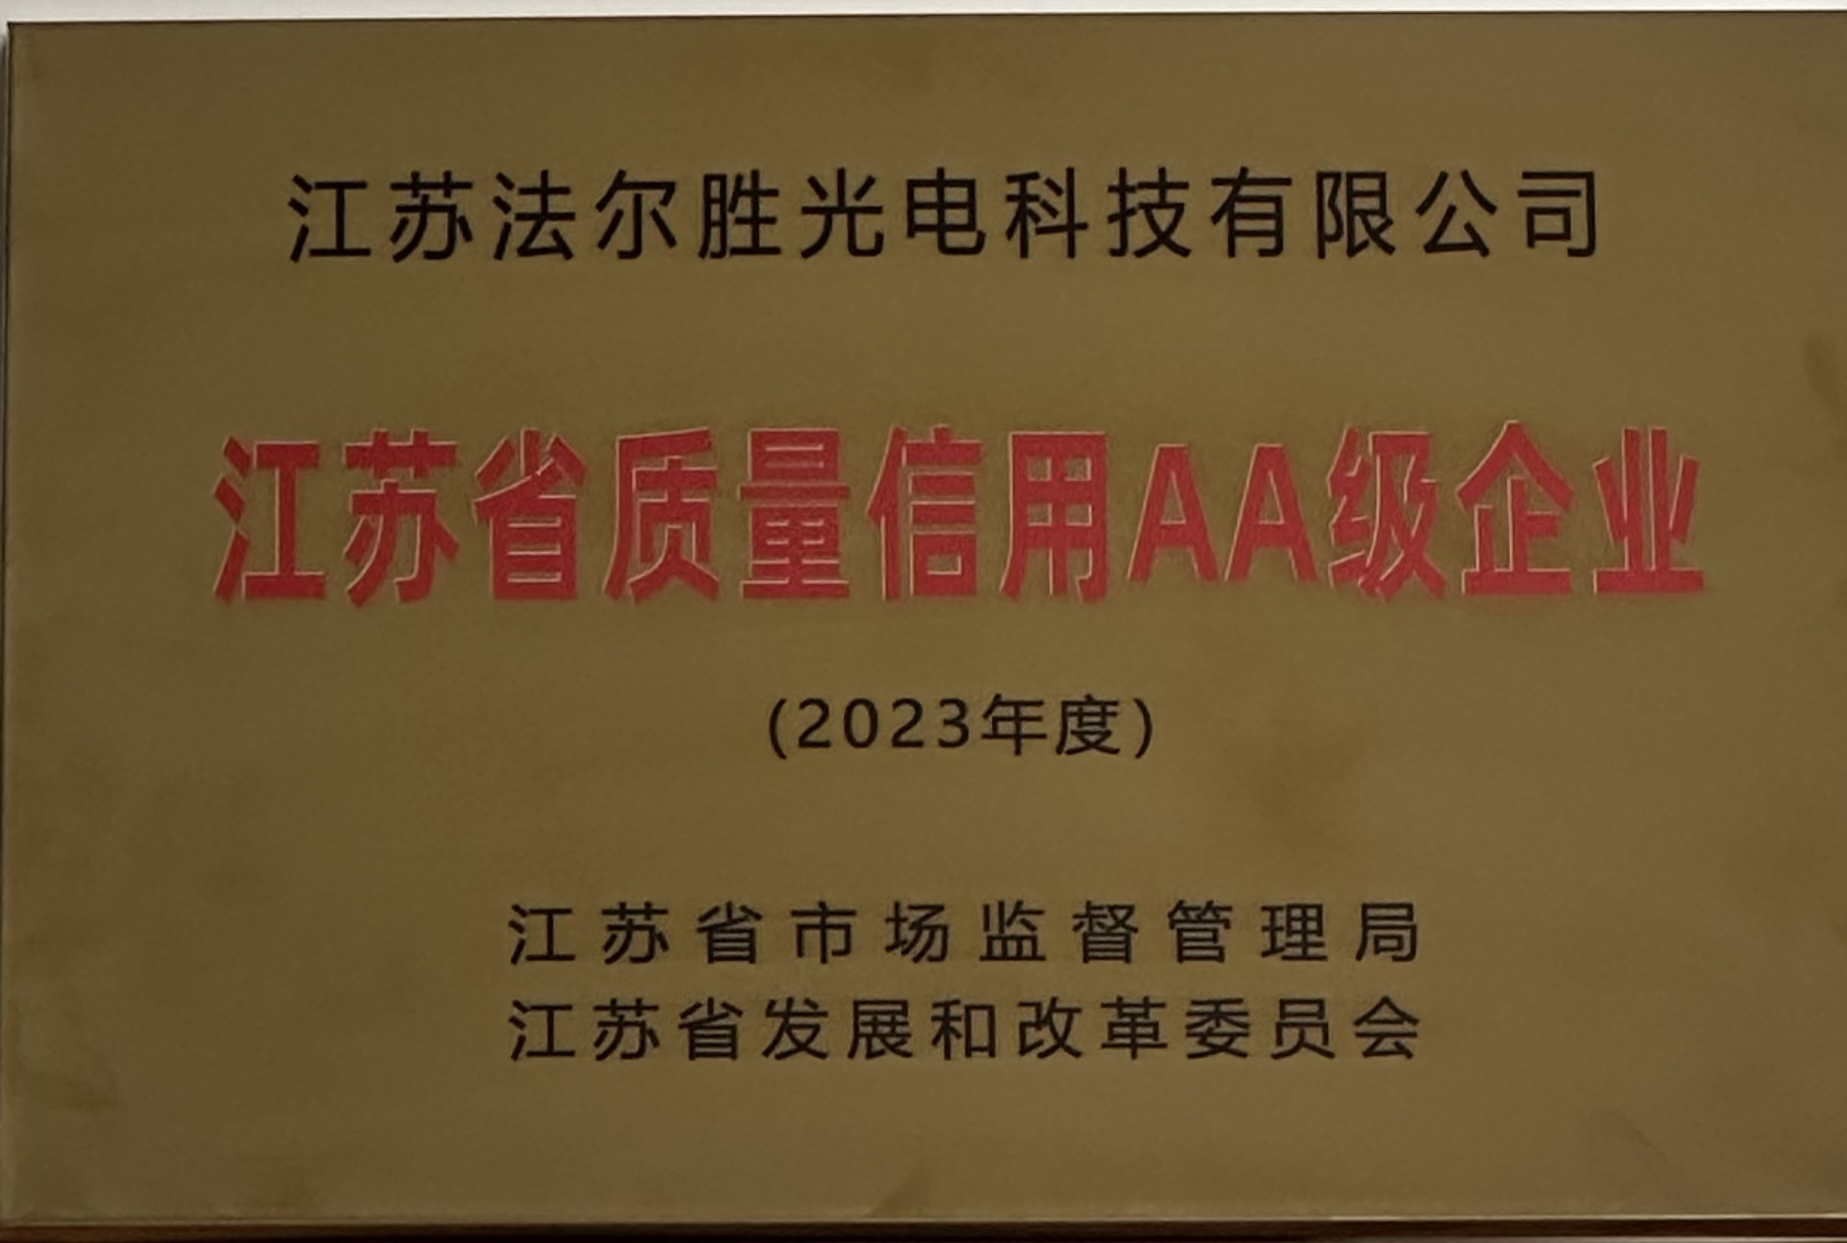 江苏法尔胜光电科技有限公司
江苏省质量信用AA级企业
(2023年度)
江苏省市场监督管理局
江苏省发展和改革委员会